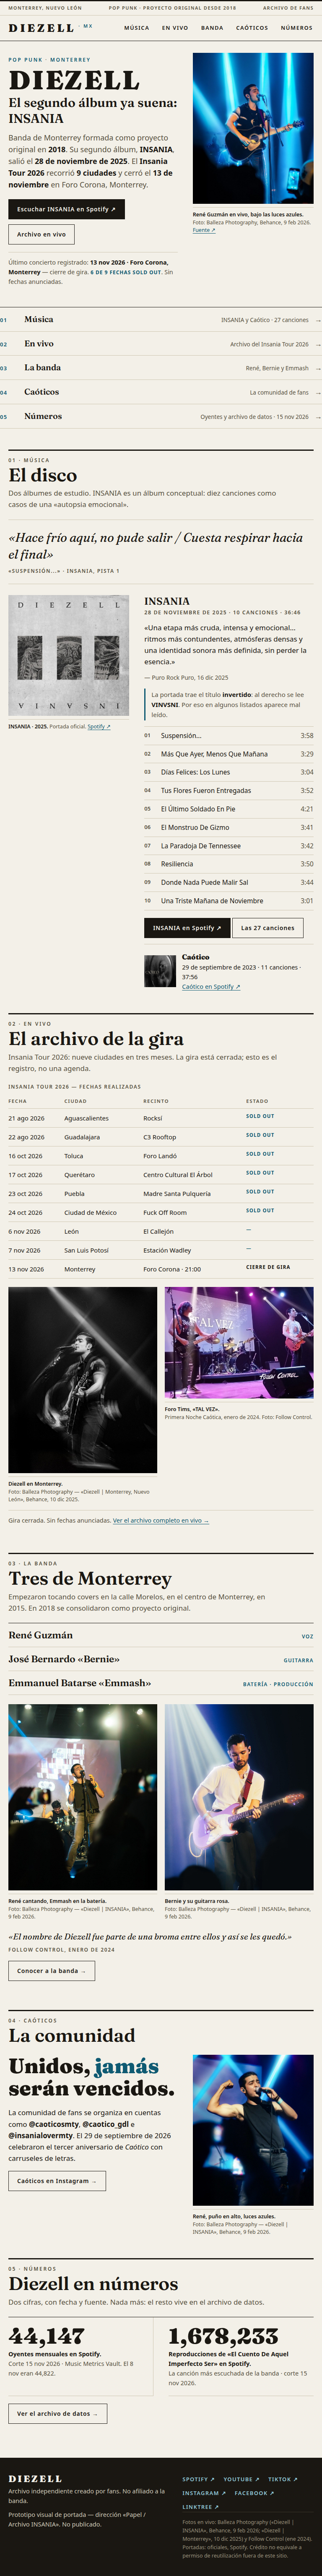 MONTERREY, NUEVO LEÓN
POP PUNK · PROYECTO ORIGINAL DESDE 2018
ARCHIVO DE FANS
DIEZELL · MX
MÚSICA
EN VIVO
BANDA
CAÓTICOS
NÚMEROS
POP PUNK · MONTERREY
DIEZELL
El segundo álbum ya suena:
INSANIA
Banda de Monterrey formada como proyecto
original en 2018. Su segundo álbum, INSANIA,
salió el 28 de noviembre de 2025. El Insania
Tour 2026 recorrió 9 ciudades y cerró el 13 de
noviembre en Foro Corona, Monterrey.
Escuchar INSANIA en Spotify ↗
Archivo en vivo
Último concierto registrado: 13 nov 2026 · Foro Corona,
Monterrey — cierre de gira. 6 DE 9 FECHAS SOLD OUT. Sin
fechas anunciadas.
René Guzmán en vivo, bajo las luces azules.
Foto: Balleza Photography, Behance, 9 feb 2026.
Fuente ↗
01 Música INSANIA y Caótico · 27 canciones →
02 En vivo Archivo del Insania Tour 2026 →
03 La banda René, Bernie y Emmash →
04 Caóticos La comunidad de fans →
05 Números Oyentes y archivo de datos · 15 nov 2026 →
01 · MÚSICA
El disco
Dos álbumes de estudio. INSANIA es un álbum conceptual: diez canciones como
casos de una «autopsia emocional».
«Hace frío aquí, no pude salir / Cuesta respirar hacia
el final»
«SUSPENSIÓN...» · INSANIA, PISTA 1
D I E Z E L L
V I N V S N I
INSANIA · 2025. Portada oficial. Spotify ↗
INSANIA
28 DE NOVIEMBRE DE 2025 · 10 CANCIONES · 36:46
«Una etapa más cruda, intensa y emocional…
ritmos más contundentes, atmósferas densas y
una identidad sonora más definida, sin perder la
esencia.»
— Puro Rock Puro, 16 dic 2025
La portada trae el título invertido: al derecho se lee
VINVSNI. Por eso en algunos listados aparece mal
leído.
01 Suspensión... 3:58
02 Más Que Ayer, Menos Que Mañana 3:29
03 Días Felices: Los Lunes 3:04
04 Tus Flores Fueron Entregadas 3:52
05 El Último Soldado En Pie 4:21
06 El Monstruo De Gizmo 3:41
07 La Paradoja De Tennessee 3:42
08 Resiliencia 3:50
09 Donde Nada Puede Malir Sal 3:44
10 Una Triste Mañana de Noviembre 3:01
INSANIA en Spotify ↗
Las 27 canciones
Caótico
29 de septiembre de 2023 · 11 canciones ·
37:56
Caótico en Spotify ↗
02 · EN VIVO
El archivo de la gira
Insania Tour 2026: nueve ciudades en tres meses. La gira está cerrada; esto es el
registro, no una agenda.
INSANIA TOUR 2026 — FECHAS REALIZADAS
FECHA CIUDAD RECINTO ESTADO
21 ago 2026 Aguascalientes Rocksí SOLD OUT
22 ago 2026 Guadalajara C3 Rooftop SOLD OUT
16 oct 2026 Toluca Foro Landó SOLD OUT
17 oct 2026 Querétaro Centro Cultural El Árbol SOLD OUT
23 oct 2026 Puebla Madre Santa Pulquería SOLD OUT
24 oct 2026 Ciudad de México Fuck Off Room SOLD OUT
6 nov 2026 León El Callejón —
7 nov 2026 San Luis Potosí Estación Wadley —
13 nov 2026 Monterrey Foro Corona · 21:00 CIERRE DE GIRA
TAL VEZ
Follow Control
Diezell en Monterrey.
Foto: Balleza Photography — «Diezell | Monterrey, Nuevo
León», Behance, 10 dic 2025.
Foro Tims, «TAL VEZ».
Primera Noche Caótica, enero de 2024. Foto: Follow Control.
Gira cerrada. Sin fechas anunciadas. Ver el archivo completo en vivo →
03 · LA BANDA
Tres de Monterrey
Empezaron tocando covers en la calle Morelos, en el centro de Monterrey, en
2015. En 2018 se consolidaron como proyecto original.
René Guzmán VOZ
José Bernardo «Bernie» GUITARRA
Emmanuel Batarse «Emmash» BATERÍA · PRODUCCIÓN
René cantando, Emmash en la batería.
Foto: Balleza Photography — «Diezell | INSANIA», Behance,
9 feb 2026.
Bernie y su guitarra rosa.
Foto: Balleza Photography — «Diezell | INSANIA», Behance,
9 feb 2026.
«El nombre de Diezell fue parte de una broma entre ellos y así se les quedó.»
FOLLOW CONTROL, ENERO DE 2024
Conocer a la banda →
04 · CAÓTICOS
La comunidad
Unidos, jamás
serán vencidos.
La comunidad de fans se organiza en cuentas
como @caoticosmty, @caotico_gdl e
@insanialovermty. El 29 de septiembre de 2026
celebraron el tercer aniversario de Caótico con
carruseles de letras.
Caóticos en Instagram →
René, puño en alto, luces azules.
Foto: Balleza Photography — «Diezell |
INSANIA», Behance, 9 feb 2026.
05 · NÚMEROS
Diezell en números
Dos cifras, con fecha y fuente. Nada más: el resto vive en el archivo de datos.
44,147
Oyentes mensuales en Spotify.
Corte 15 nov 2026 · Music Metrics Vault. El 8
nov eran 44,822.
1,678,233
Reproducciones de «El Cuento De Aquel
Imperfecto Ser» en Spotify.
La canción más escuchada de la banda · corte 15
nov 2026.
Ver el archivo de datos →
DIEZELL
Archivo independiente creado por fans. No afiliado a la
banda.
Prototipo visual de portada — dirección «Papel /
Archivo INSANIA». No publicado.
SPOTIFY ↗ YOUTUBE ↗ TIKTOK ↗
INSTAGRAM ↗ FACEBOOK ↗
LINKTREE ↗
Fotos en vivo: Balleza Photography («Diezell |
INSANIA», Behance, 9 feb 2026; «Diezell |
Monterrey», 10 dic 2025) y Follow Control (ene 2024).
Portadas: oficiales, Spotify. Crédito no equivale a
permiso de reutilización fuera de este sitio.